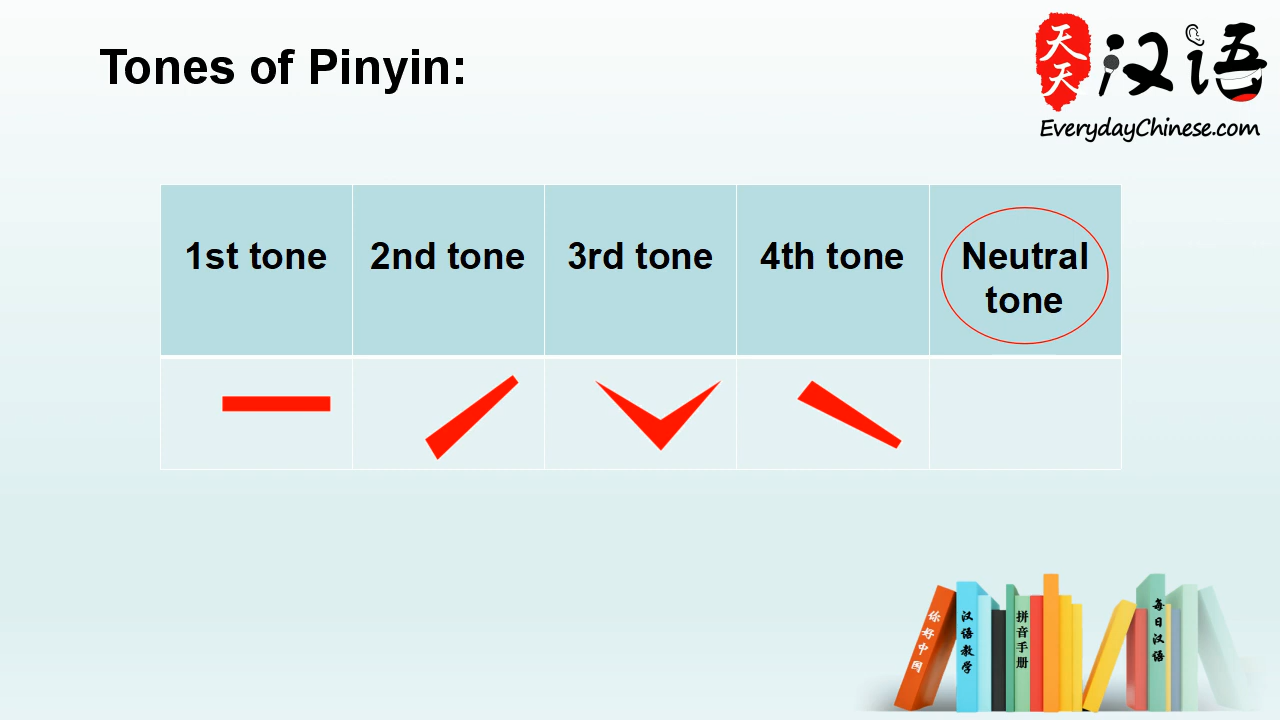 Tones of Pinyin:
天天
汉语
EverydayChinese.com
1st tone
2nd tone
3rd tone
4th tone
Neutral
tone
你好中国
汉语教学
拼音手册
每日汉语